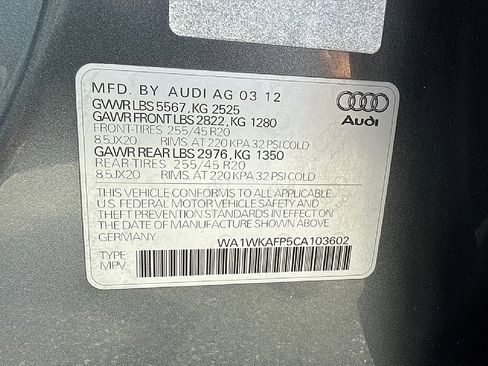 MFD. BY AUDI AG 03 12
GVWR LBS 5567, KG 2525
GAWR FRONT LBS 2822, KG 1280
FRONT-TIRES 255/45 R20
8.5JX20 RIMS, AT 220 KPA 32 PSI COLD
GAWR REAR LBS 2976, KG 1350
REAR-TIRES 255/45 R20
8.5JX20 RIMS, AT 220 KPA 32 PSI COLD
THIS VEHICLE CONFORMS TO ALL APPLICABLE
U.S. FEDERAL MOTOR VEHICLE SAFETY AND
THEFT PREVENTION STANDARDS IN EFFECT ON
THE DATE OF MANUFACTURE SHOWN ABOVE
GERMANY WA1WKAFP5CA103602
TYPE
MPV
Audi